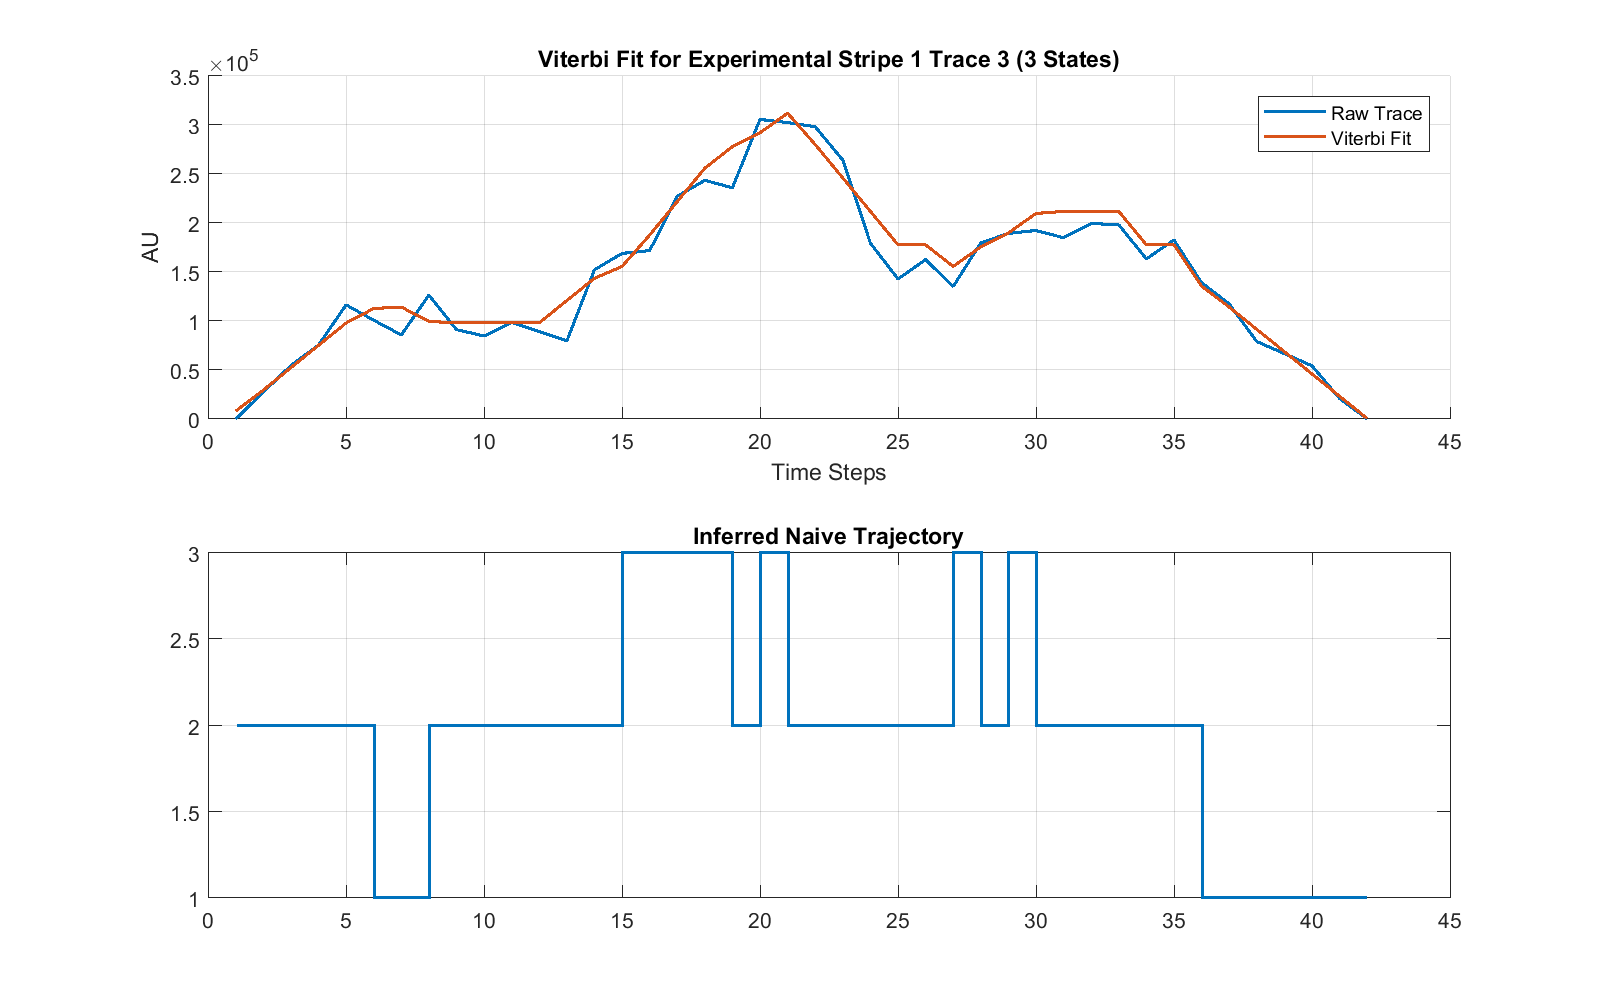 Viterbi Fit for Experimental Stripe 1 Trace 3 (3 States)
×10^5
3.5
3
2.5
2
1.5
1
0.5
0
AU
Raw Trace
Viterbi Fit
0 5 10 15 20 25 30 35 40 45
Time Steps
Inferred Naive Trajectory
3
2.5
2
1.5
1
0 5 10 15 20 25 30 35 40 45